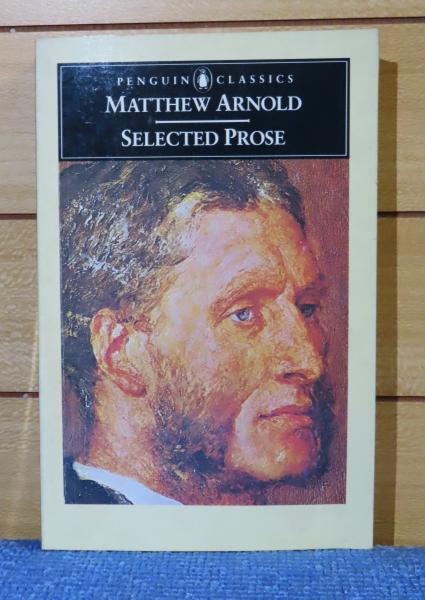 PENGUIN CLASSICS
MATTHEW ARNOLD
SELECTED PROSE